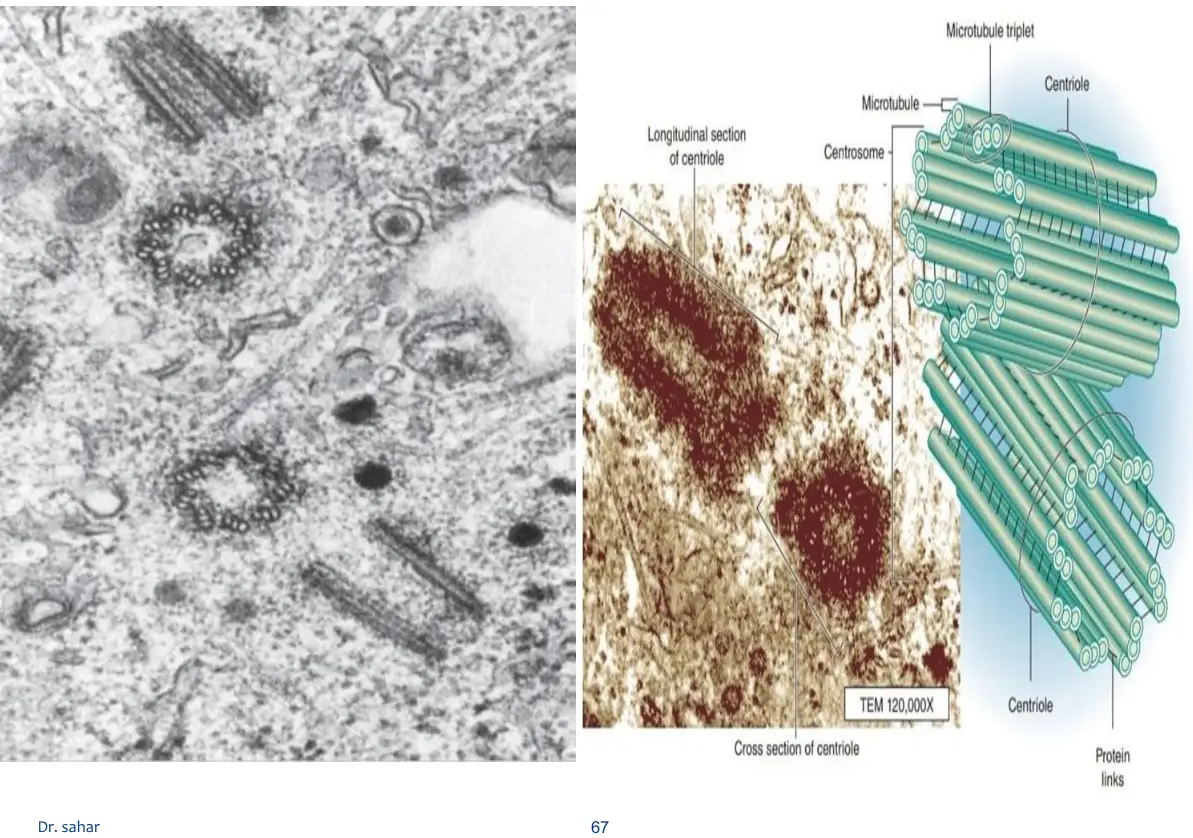 Microtubule triplet
Centriole
Microtubule
Longitudinal section
of centriole
Centrosome
TEM 120,000X
Centriole
Cross section of centriole
Protein
links
Dr. sahar
67